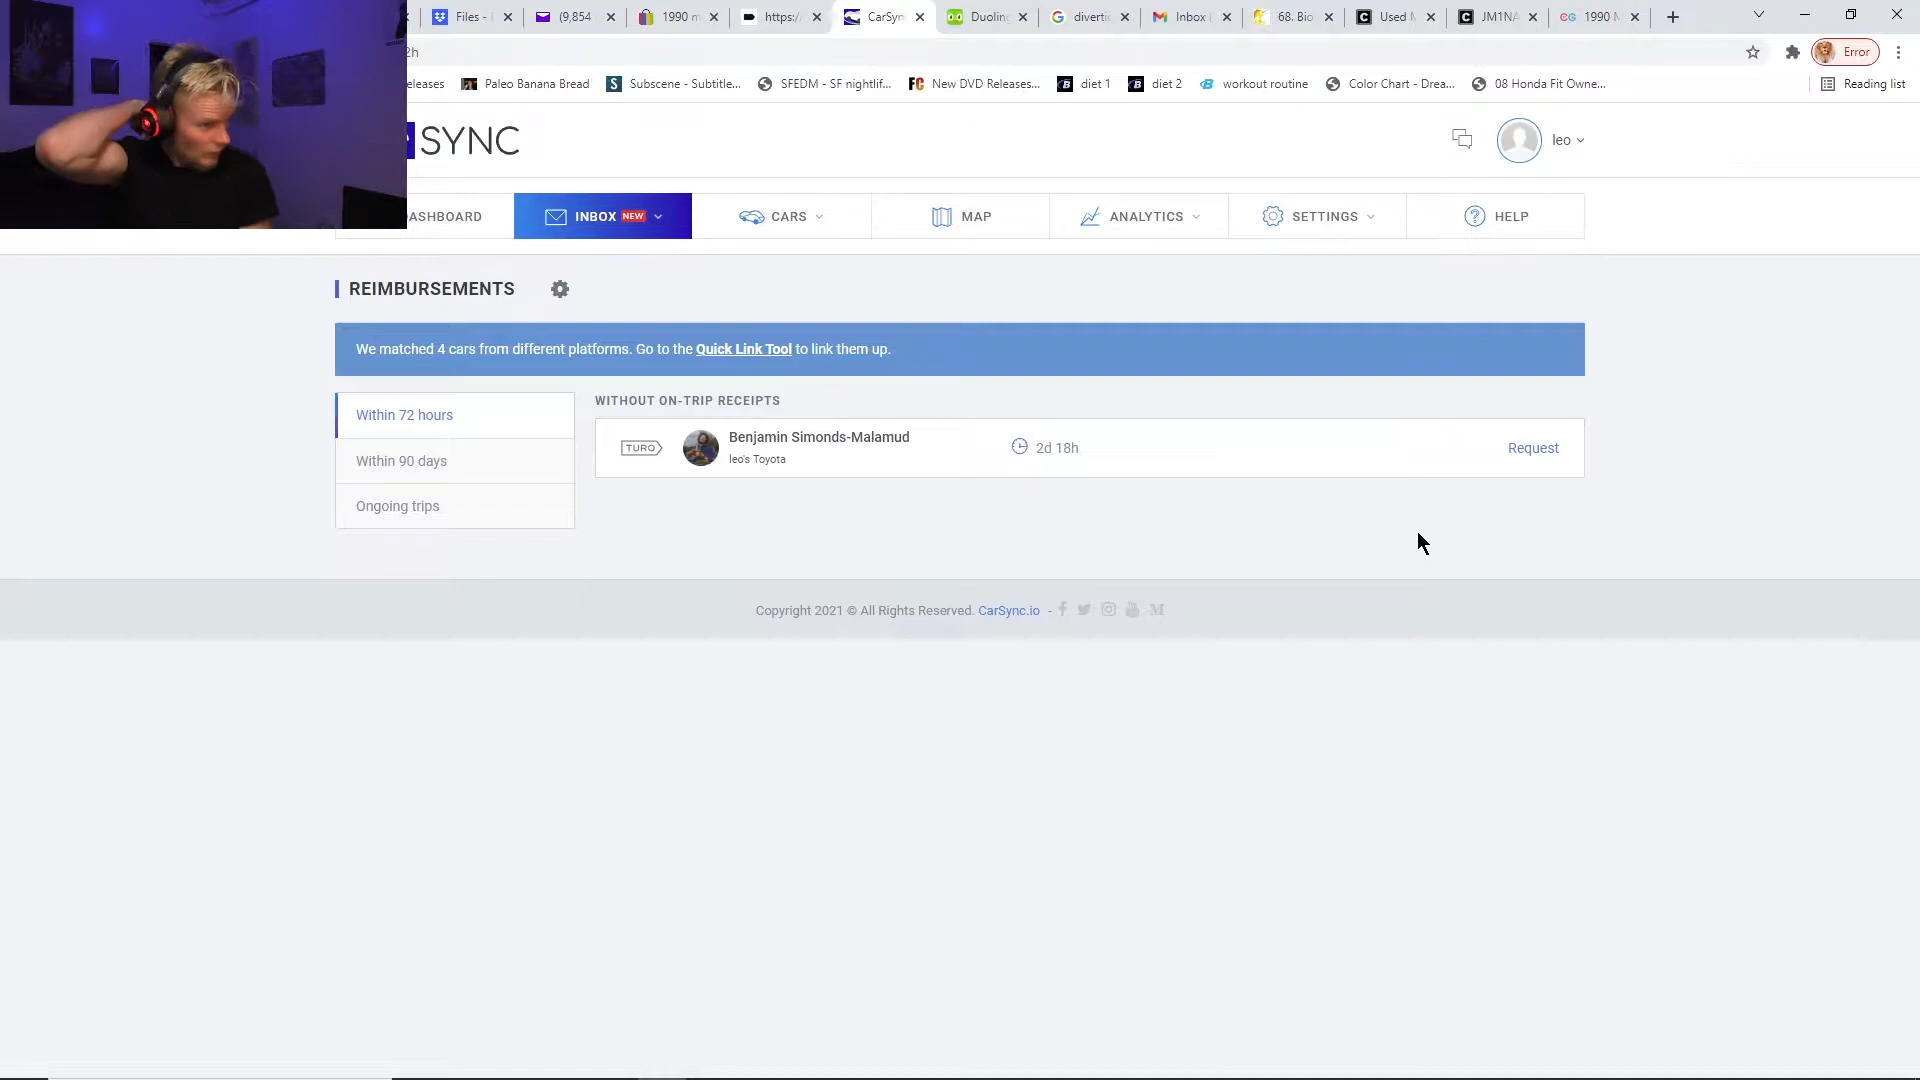 Files -
(9,854
1990 m
https:/
CarSyn
Duoling
diverti
Inbox (
68. Bio
Used M
JM1NA
1990 M
2h
Error
eleases
Paleo Banana Bread
Subscene - Subtitle...
SFEDM - SF nightlif...
New DVD Releases...
diet 1
diet 2
workout routine
Color Chart - Drea...
08 Honda Fit Owne...
Reading list
SYNC
leo
DASHBOARD
INBOX NEW
CARS
MAP
ANALYTICS
SETTINGS
HELP
REIMBURSEMENTS
We matched 4 cars from different platforms. Go to the Quick Link Tool to link them up.
Within 72 hours
Within 90 days
Ongoing trips
WITHOUT ON-TRIP RECEIPTS
TURO
Benjamin Simonds-Malamud
leo's Toyota
2d 18h
Request
Copyright 2021 © All Rights Reserved. CarSync.io -